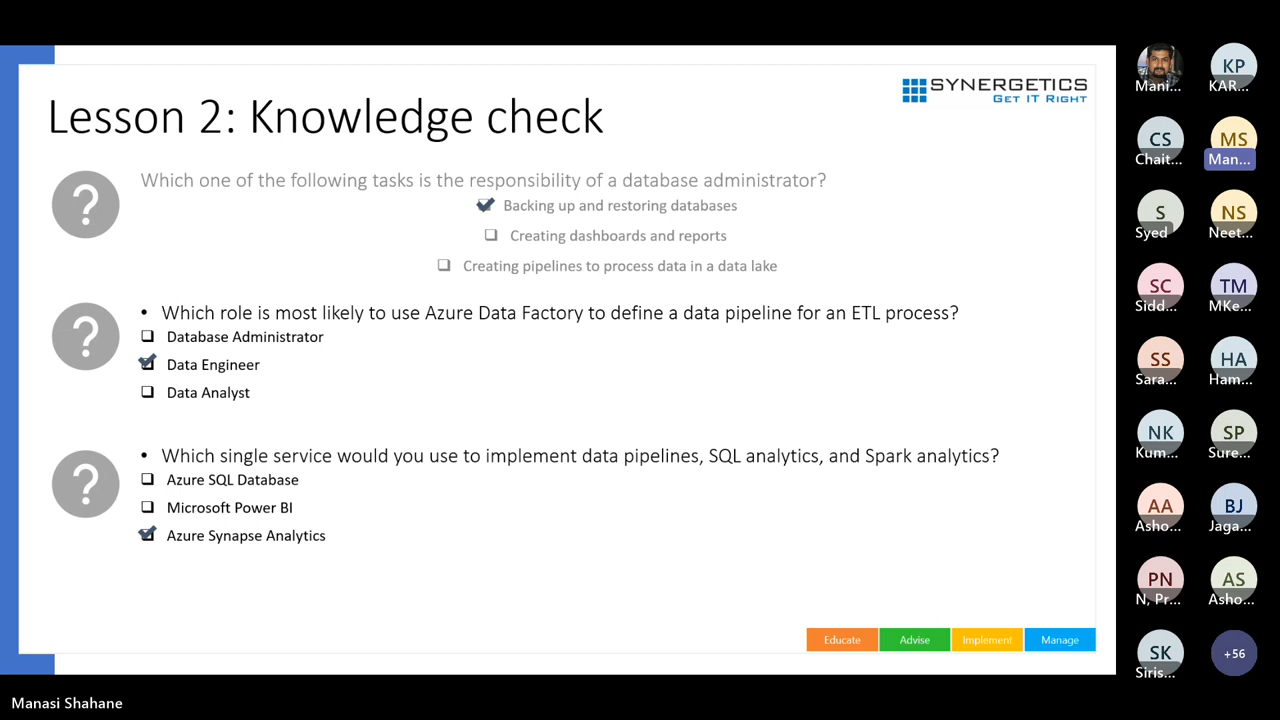 SYNERGETICS
GET IT RIGHT
Lesson 2: Knowledge check
?
Which one of the following tasks is the responsibility of a database administrator?
Backing up and restoring databases
Creating dashboards and reports
Creating pipelines to process data in a data lake
?
• Which role is most likely to use Azure Data Factory to define a data pipeline for an ETL process?
Database Administrator
Data Engineer
Data Analyst
?
• Which single service would you use to implement data pipelines, SQL analytics, and Spark analytics?
Azure SQL Database
Microsoft Power BI
Azure Synapse Analytics
Educate Advise Implement Manage
Manasi Shahane
KP
Mani... KAR...
CS MS
Chait... Man...
S NS
Syed Neet...
SC TM
Sidd... MKe...
SS HA
Sara... Ham...
NK SP
Kum... Sure...
AA BJ
Asho... Jaga...
PN AS
N, Pr... Asho...
SK +56
Siris...